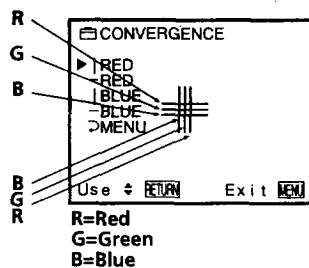 R
CONVERGENCE
G
▶ | RED
─ RED
B
| BLUE
─ BLUE
⊃MENU
B
G
R
Use ⬍ RETURN Exit MENU
R=Red
G=Green
B=Blue